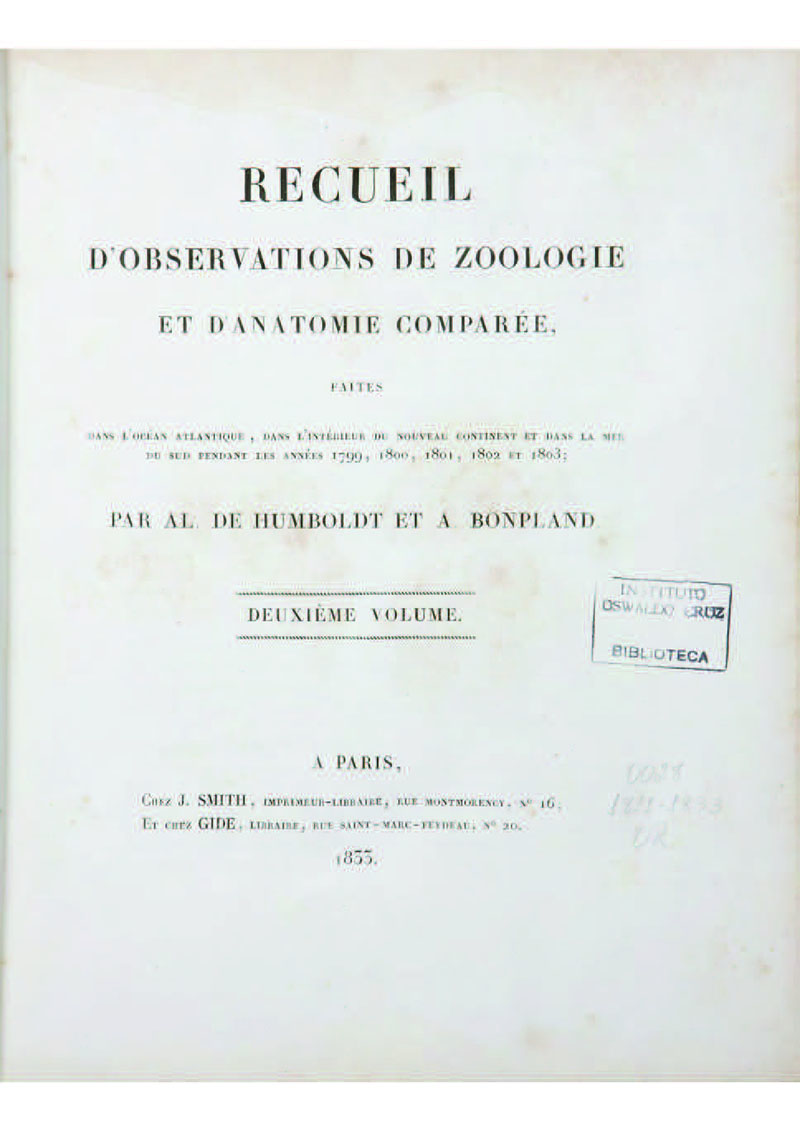 RECUEIL
D'OBSERVATIONS DE ZOOLOGIE
ET D'ANATOMIE COMPARÉE,
FAITES
DANS L'OCÉAN ATLANTIQUE, DANS L'INTÉRIEUR DU NOUVEAU CONTINENT ET DANS LA MER
DU SUD PENDANT LES ANNÉES 1799, 1800, 1801, 1802 ET 1803;
PAR AL. DE HUMBOLDT ET A. BONPLAND
DEUXIÈME VOLUME.
INSTITUTO
OSWALDO CRUZ
BIBLIOTECA
A PARIS,
CHEZ J. SMITH, IMPRIMEUR-LIBRAIRE, RUE MONTMORENCY, Nº 16;
ET CHEZ GIDE, LIBRAIRE, RUE SAINT-MARC-FEYDEAU, Nº 20.
1833.